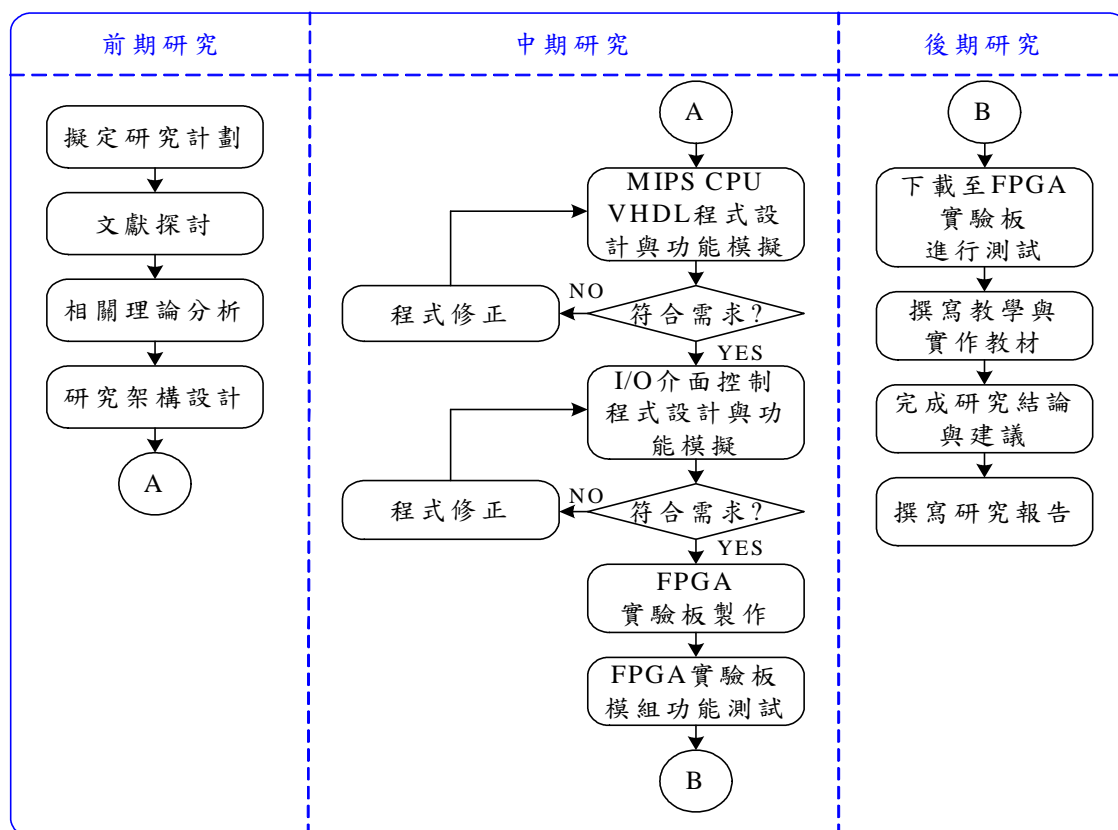 前期研究
中期研究
後期研究
擬定研究計劃
文獻探討
相關理論分析
研究架構設計
A
A
MIPS CPU
VHDL程式設
計與功能模擬
NO
程式修正
符合需求?
YES
I/O介面控制
程式設計與功
能模擬
NO
程式修正
符合需求?
YES
FPGA
實驗板製作
FPGA實驗板
模組功能測試
B
B
下載至FPGA
實驗板
進行測試
撰寫教學與
實作教材
完成研究結論
與建議
撰寫研究報告